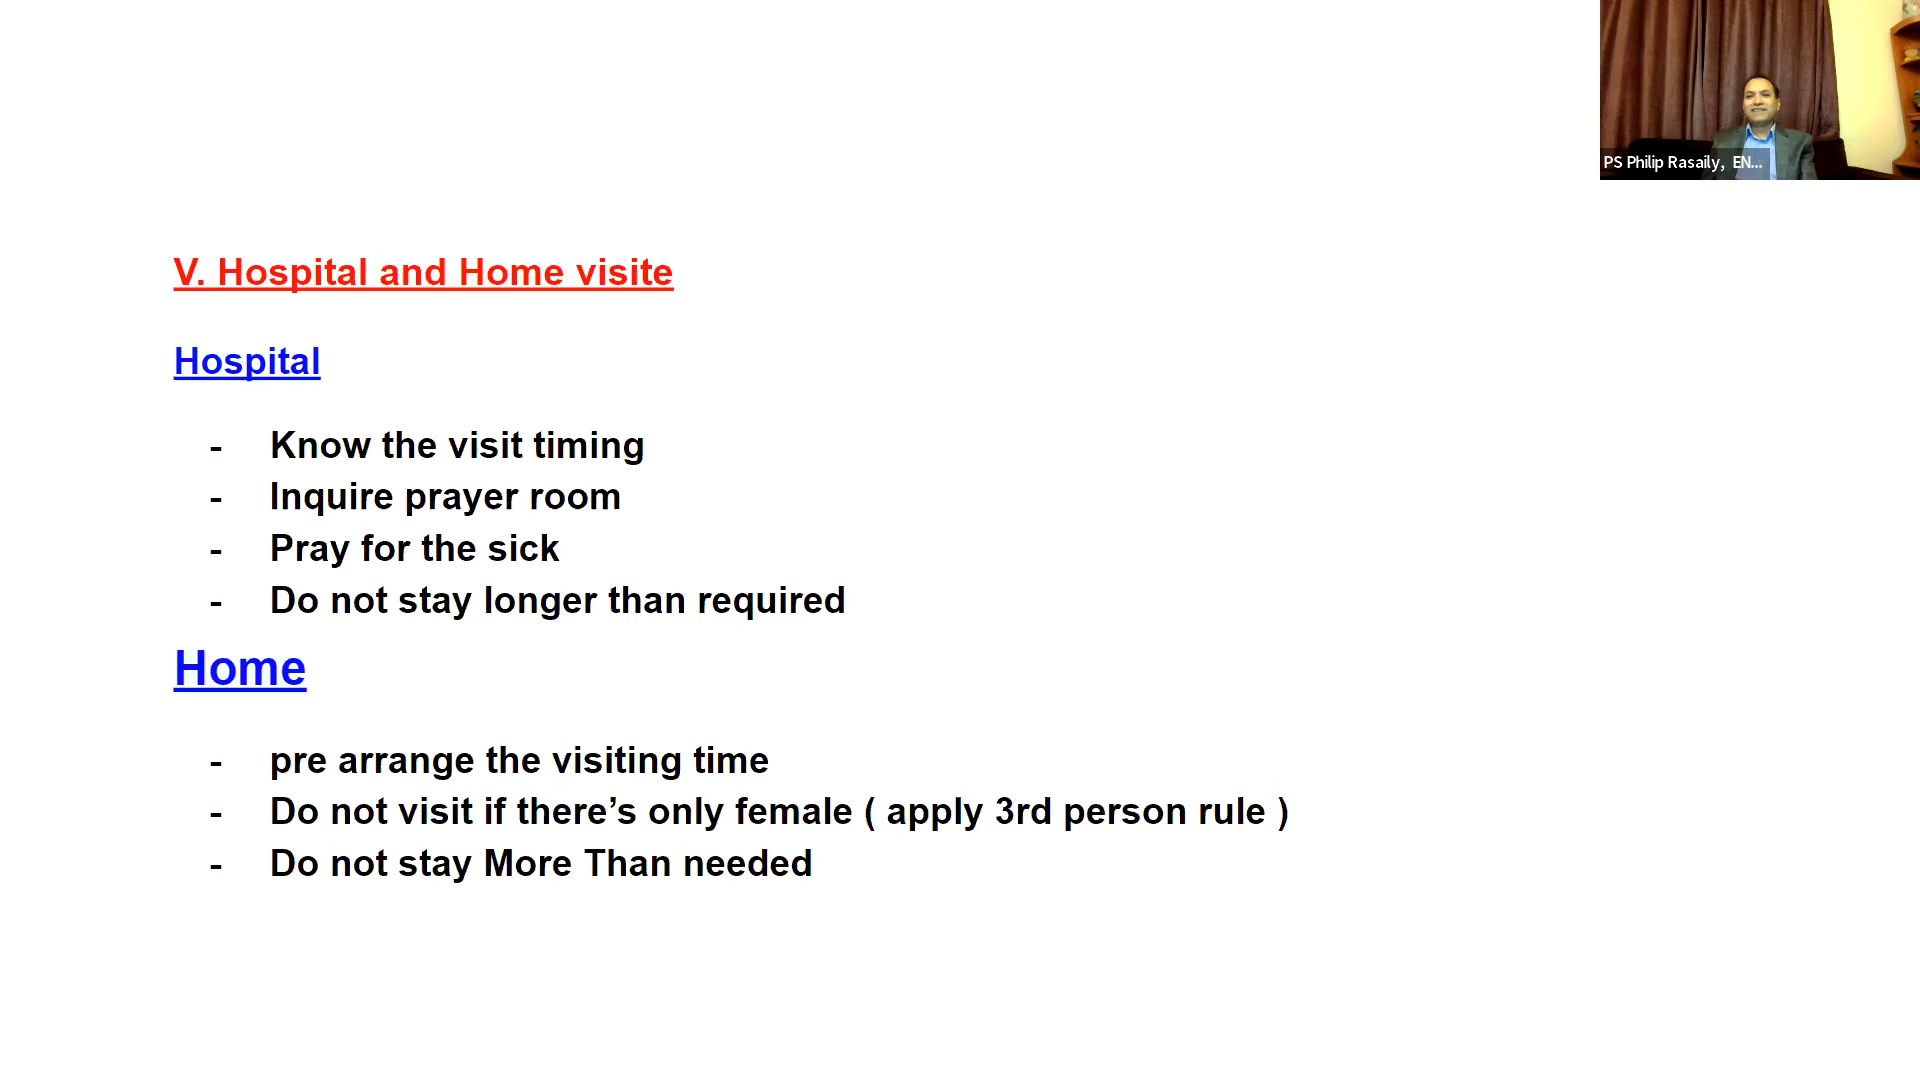 PS Philip Rasaily, EN...
V. Hospital and Home visite
Hospital
- Know the visit timing
- Inquire prayer room
- Pray for the sick
- Do not stay longer than required
Home
- pre arrange the visiting time
- Do not visit if there’s only female ( apply 3rd person rule )
- Do not stay More Than needed